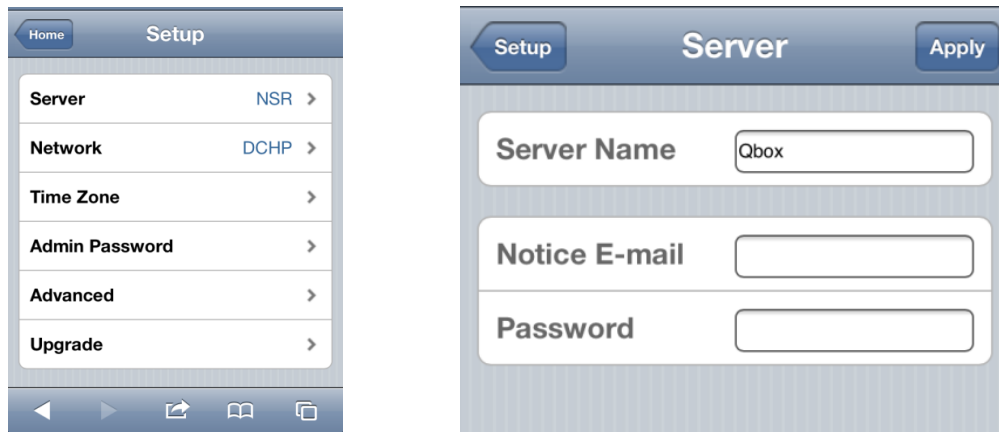 Home Setup
Server NSR
Network DCHP
Time Zone
Admin Password
Advanced
Upgrade
Setup Server Apply
Server Name Qbox
Notice E-mail
Password